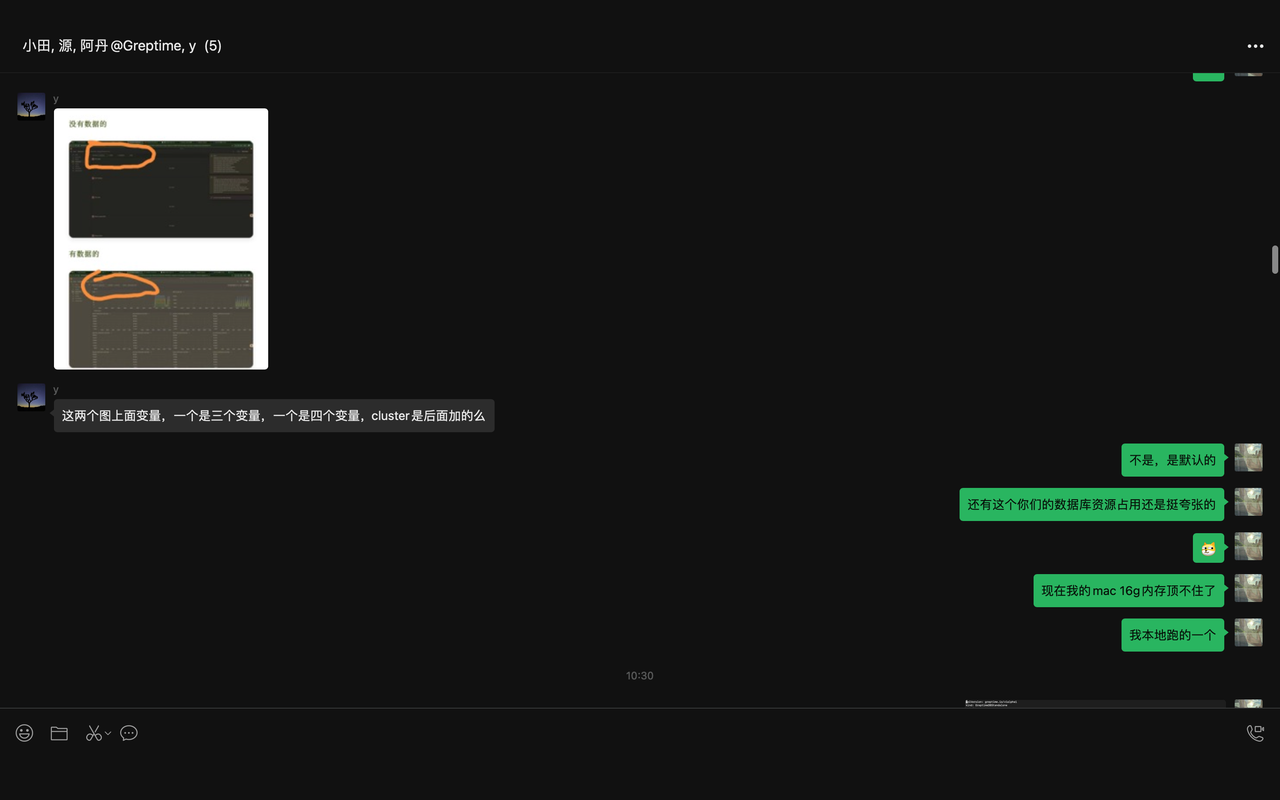 小田, 源, 阿丹@Greptime, y (5)
y
没有数据的
有数据的
y
这两个图上面变量，一个是三个变量，一个是四个变量，cluster是后面加的么
不是，是默认的
还有这个你们的数据库资源占用还是挺夸张的
现在我的mac 16g内存顶不住了
我本地跑的一个
10:30